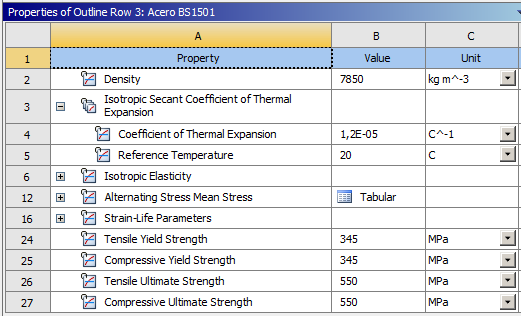 Properties of Outline Row 3: Acero BS1501
A B C
1 Property Value Unit
2 Density 7850 kg m^-3
3 Isotropic Secant Coefficient of Thermal
Expansion
4 Coefficient of Thermal Expansion 1,2E-05 C^-1
5 Reference Temperature 20 C
6 Isotropic Elasticity
12 Alternating Stress Mean Stress Tabular
16 Strain-Life Parameters
24 Tensile Yield Strength 345 MPa
25 Compressive Yield Strength 345 MPa
26 Tensile Ultimate Strength 550 MPa
27 Compressive Ultimate Strength 550 MPa